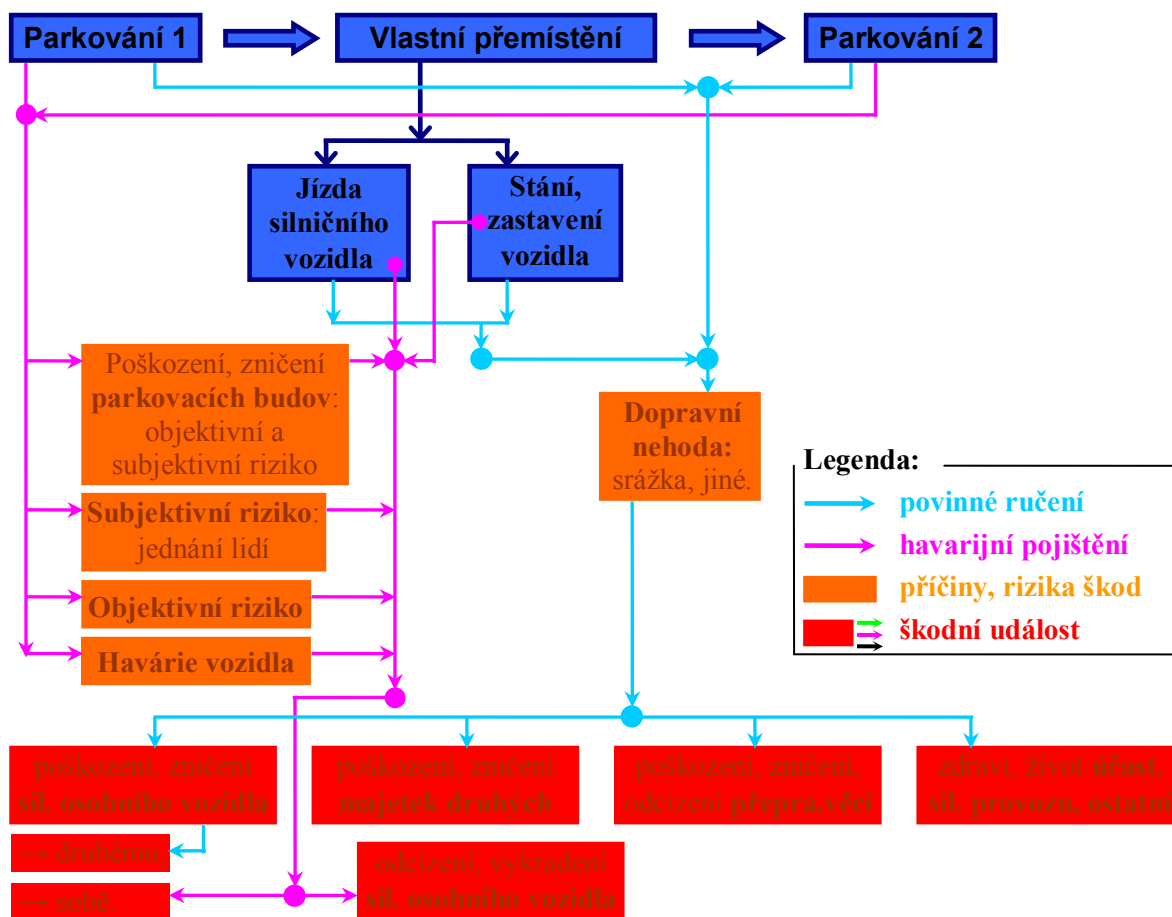 Parkování 1
Vlastní přemístění
Parkování 2
Jízda
silničního
vozidla
Stání,
zastavení
vozidla
Poškození, zničení
parkovacích budov:
objektivní a
subjektivní riziko
Subjektivní riziko:
jednání lidí
Objektivní riziko
Havárie vozidla
Dopravní
nehoda:
srážka, jiné.
Legenda:
povinné ručení
havarijní pojištění
příčiny, rizika škod
škodní událost
poškození, zničení
sil. osobního vozidla
→ druhému,
→ sobě.
poškození, zničení
majetek druhých
poškození, zničení,
odcizení přepra.věcí
zdraví, život účast.
sil. provozu, ostatní
odcizení, vykradení
sil. osobního vozidla